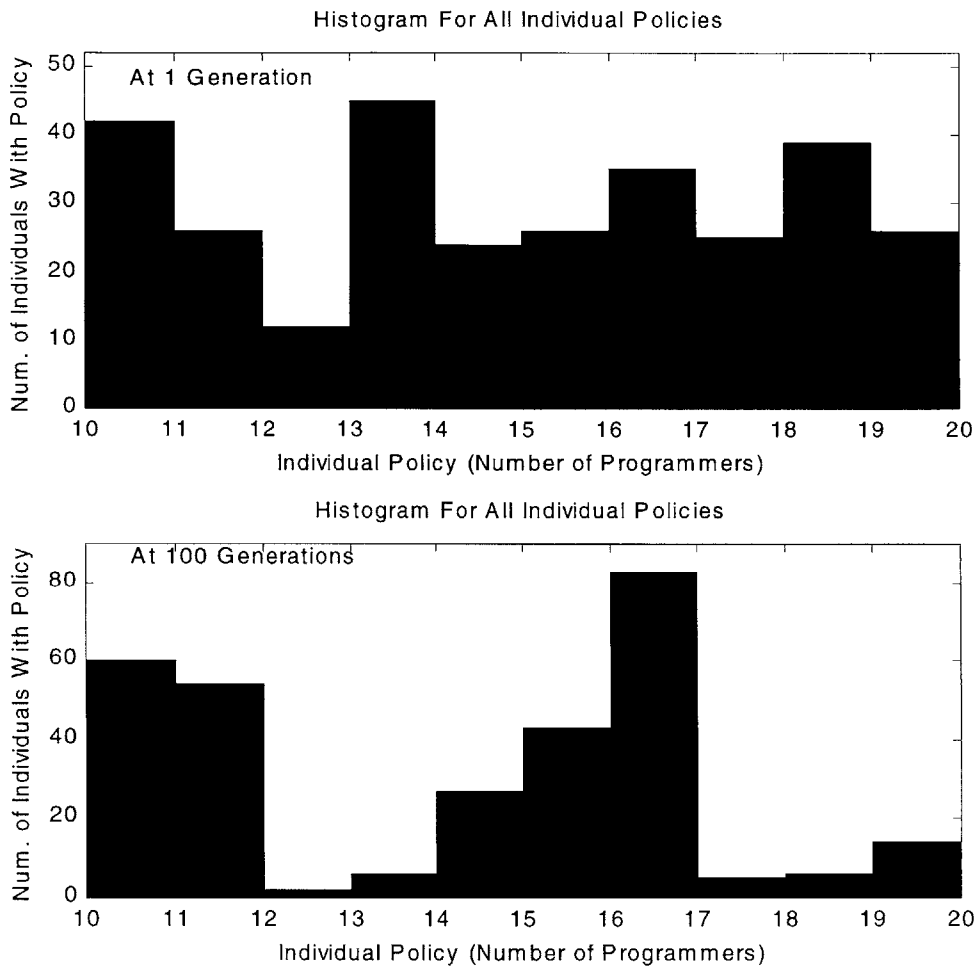 Histogram For All Individual Policies
At 1 Generation
Num. of Individuals With Policy
50
40
30
20
10
0
10 11 12 13 14 15 16 17 18 19 20
Individual Policy (Number of Programmers)
Histogram For All Individual Policies
At 100 Generations
Num. of Individuals With Policy
80
60
40
20
0
10 11 12 13 14 15 16 17 18 19 20
Individual Policy (Number of Programmers)